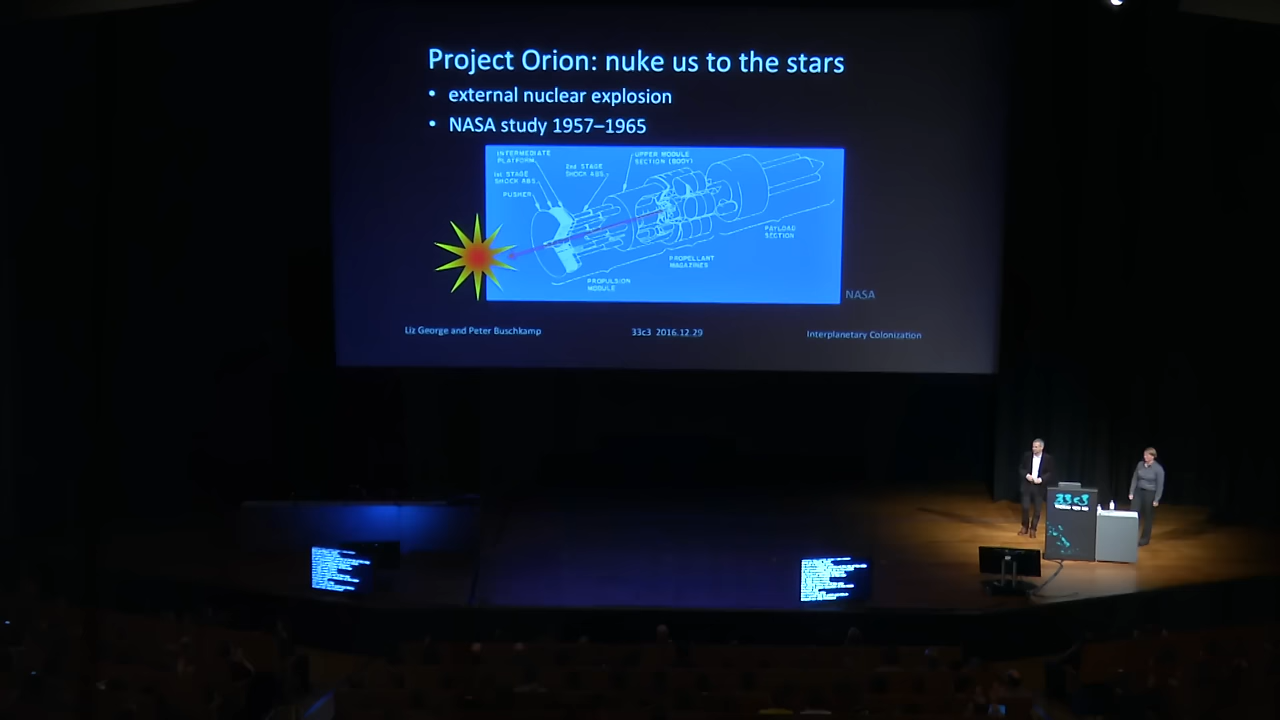 Project Orion: nuke us to the stars
• external nuclear explosion
• NASA study 1957–1965
INTERMEDIATE
PLATFORM
1st STAGE
SHOCK ABS.
PUSHER
2nd STAGE
SHOCK ABS.
UPPER MODULE
SECTION (BODY)
PAYLOAD
SECTION
PROPELLANT
MAGAZINES
PROPULSION
MODULE
NASA
Liz George and Peter Buschkamp
33c3 2016.12.29
Interplanetary Colonization
33c3